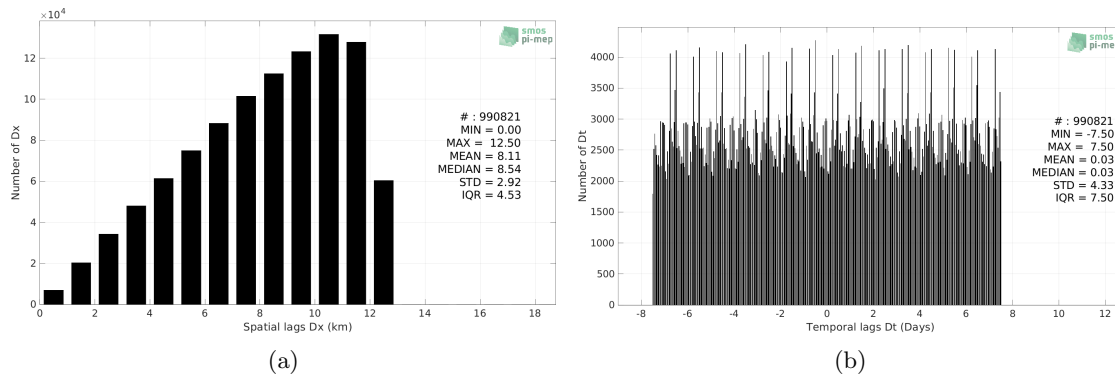 ×10⁴
12
10
8
6
4
2
0
Number of Dx
0 2 4 6 8 10 12 14 16 18
Spatial lags Dx (km)
smos
pi-mep
# : 990821
MIN = 0.00
MAX = 12.50
MEAN = 8.11
MEDIAN = 8.54
STD = 2.92
IQR = 4.53
(a)
4000
3500
3000
2500
2000
1500
1000
500
0
Number of Dt
-8 -6 -4 -2 0 2 4 6 8 10 12
Temporal lags Dt (Days)
smos
pi-mep
# : 990821
MIN = -7.50
MAX = 7.50
MEAN = 0.03
MEDIAN = 0.03
STD = 4.33
IQR = 7.50
(b)